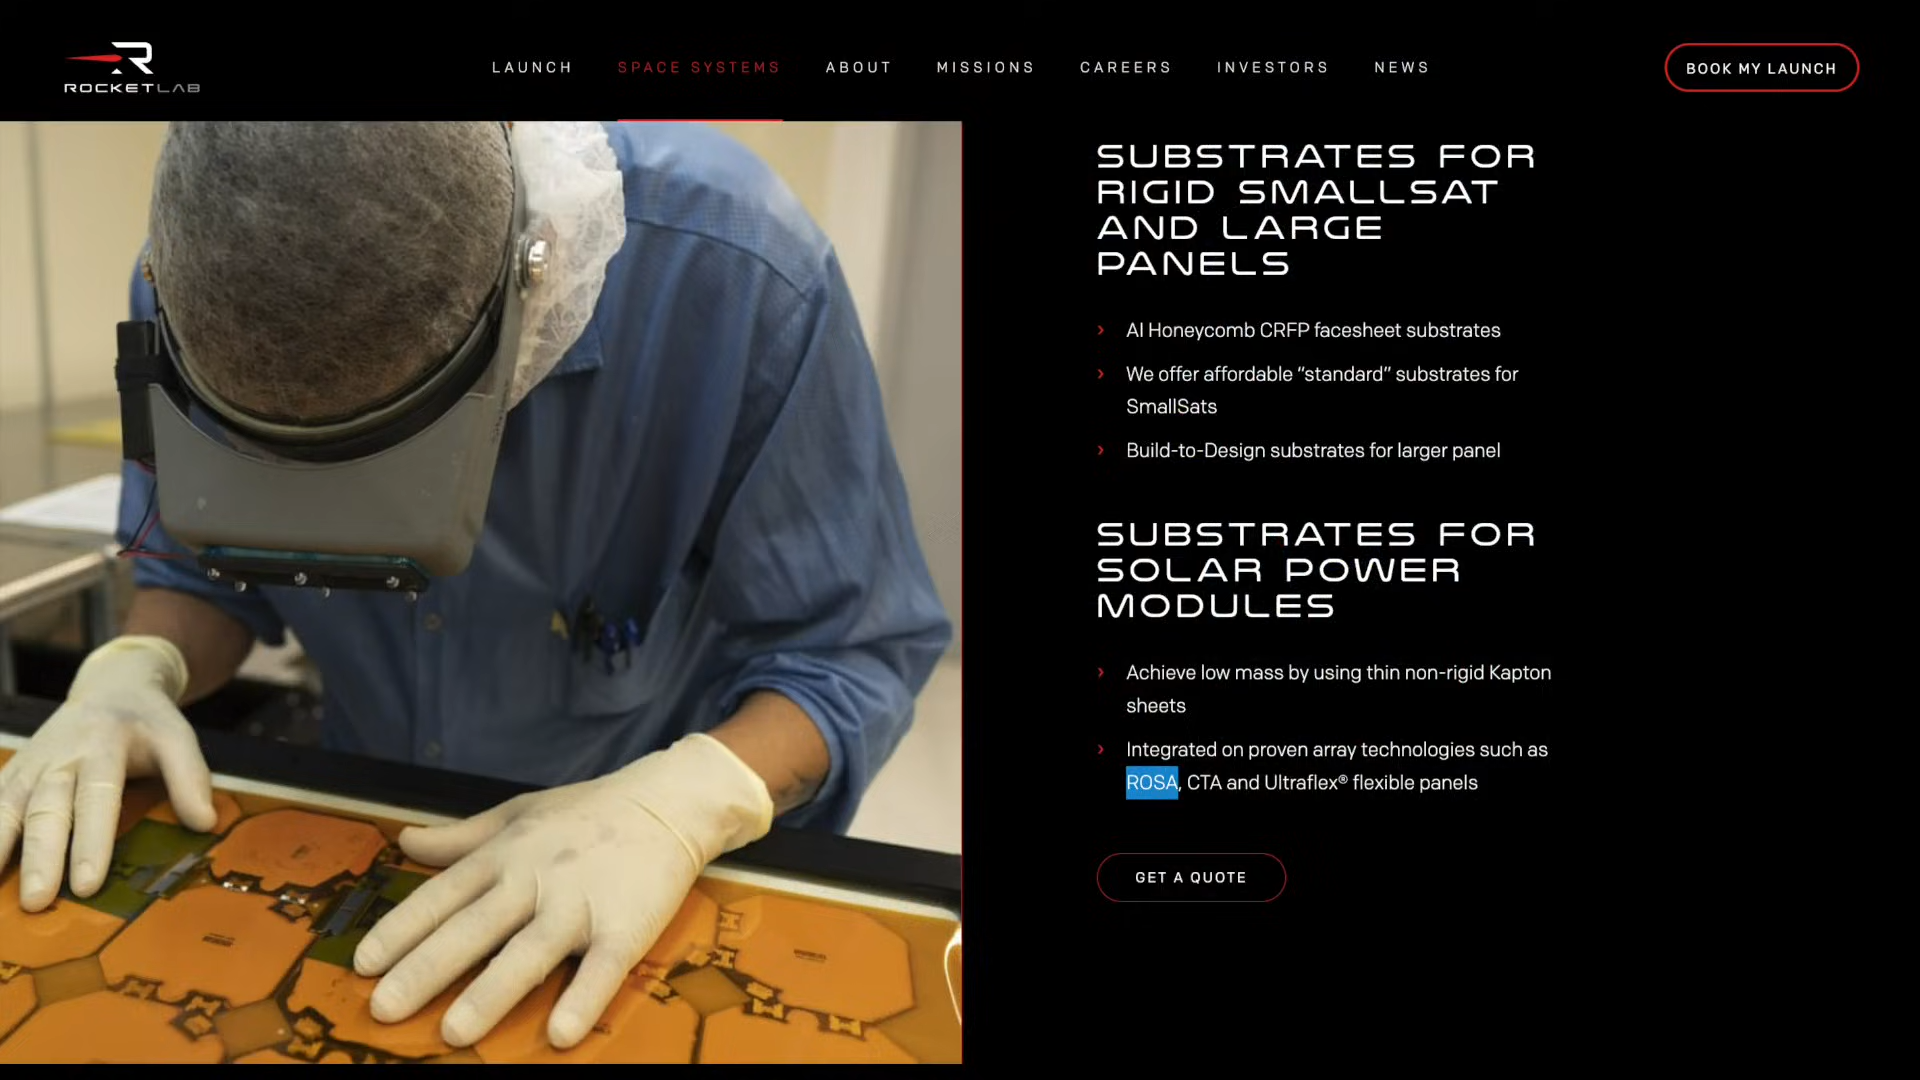 ROCKETLAB
LAUNCH
SPACE SYSTEMS
ABOUT
MISSIONS
CAREERS
INVESTORS
NEWS
BOOK MY LAUNCH
SUBSTRATES FOR
RIGID SMALLSAT
AND LARGE
PANELS
Al Honeycomb CRFP facesheet substrates
We offer affordable “standard” substrates for
SmallSats
Build-to-Design substrates for larger panel
SUBSTRATES FOR
SOLAR POWER
MODULES
Achieve low mass by using thin non-rigid Kapton
sheets
Integrated on proven array technologies such as
ROSA, CTA and Ultraflex® flexible panels
GET A QUOTE